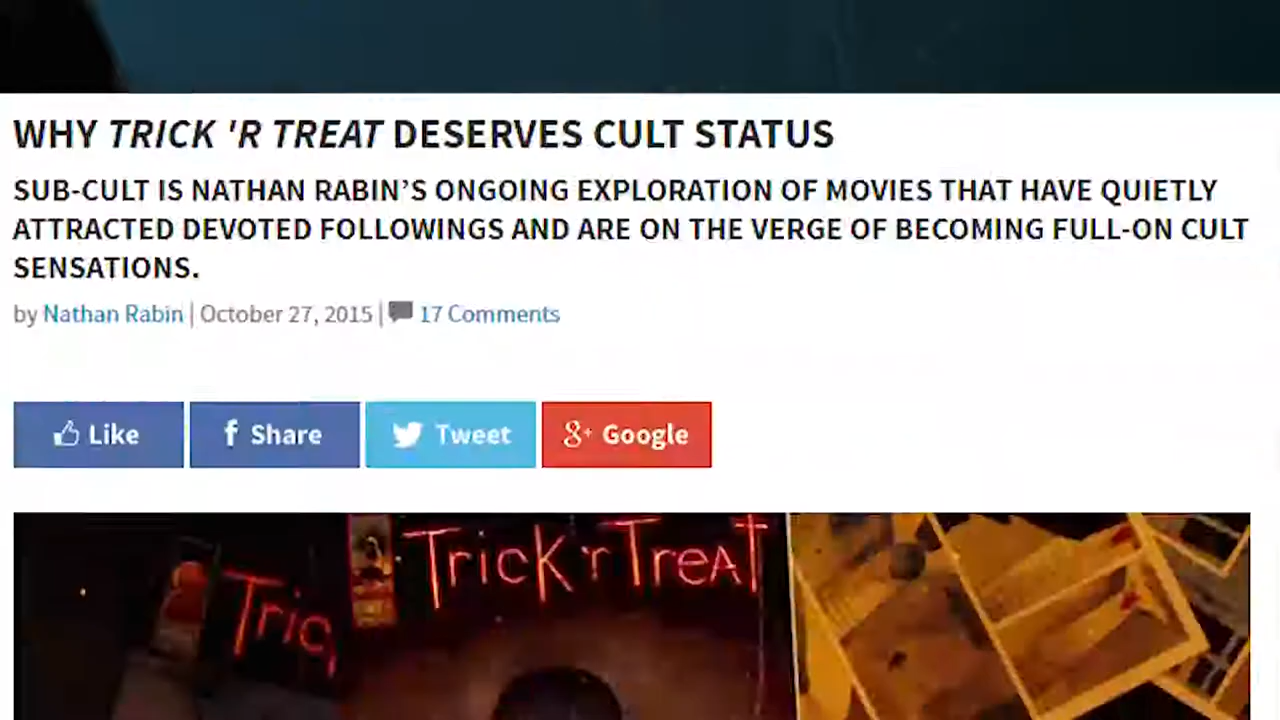 WHY TRICK 'R TREAT DESERVES CULT STATUS
SUB-CULT IS NATHAN RABIN’S ONGOING EXPLORATION OF MOVIES THAT HAVE QUIETLY
ATTRACTED DEVOTED FOLLOWINGS AND ARE ON THE VERGE OF BECOMING FULL-ON CULT
SENSATIONS.
by Nathan Rabin | October 27, 2015 | 17 Comments
Like Share Tweet 8+ Google
Trick 'r Treat
Tric